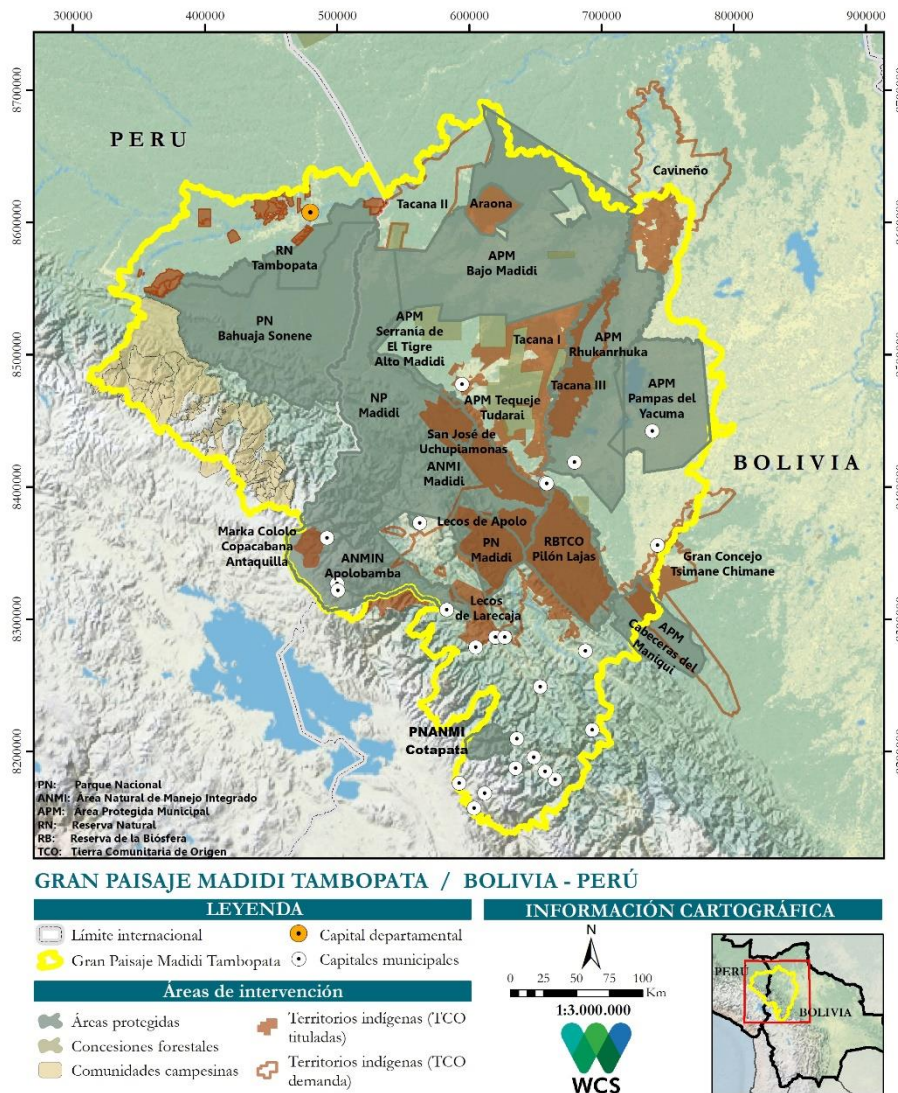 300000 400000 500000 600000 700000 800000 900000
8700000
8700000
PERU
Cavineño
Tacana II
Araona
8600000
8600000
RN
Tambopata
APM
Bajo Madidi
PN
Bahuaja Sonene
APM
Serranía de
El Tigre
Alto Madidi
Tacana I
APM
Rhukanrhuka
8500000
8500000
Tacana III
APM
Pampas del
Yacuma
NP
Madidi
APM Tequeje
Tudarai
San José de
Uchupiamonas
ANMI
Madidi
BOLIVIA
8400000
8400000
Lecos de Apolo
Marka Cololo
Copacabana
Antaquilla
ANMIN
Apolobamba
PN
Madidi
RBTCO
Pilón Lajas
Gran Concejo
Tsimane Chimane
Lecos
de Larecaja
8300000
8300000
APM
Cabeceras del
Maniqui
PNANMI
Cotapata
8200000
8200000
PN: Parque Nacional
ANMI: Área Natural de Manejo Integrado
APM: Área Protegida Municipal
RN: Reserva Natural
RB: Reserva de la Biósfera
TCO: Tierra Comunitaria de Origen
GRAN PAISAJE MADIDI TAMBOPATA / BOLIVIA - PERÚ
LEYENDA
Límite internacional
Capital departamental
Gran Paisaje Madidi Tambopata
Capitales municipales
Áreas de intervención
Áreas protegidas
Territorios indígenas (TCO
tituladas)
Concesiones forestales
Comunidades campesinas
Territorios indígenas (TCO
demanda)
INFORMACIÓN CARTOGRÁFICA
N
0 12.5 25 50 75 100
Km
1:3.000.000
WCS
PERU
BOLIVIA